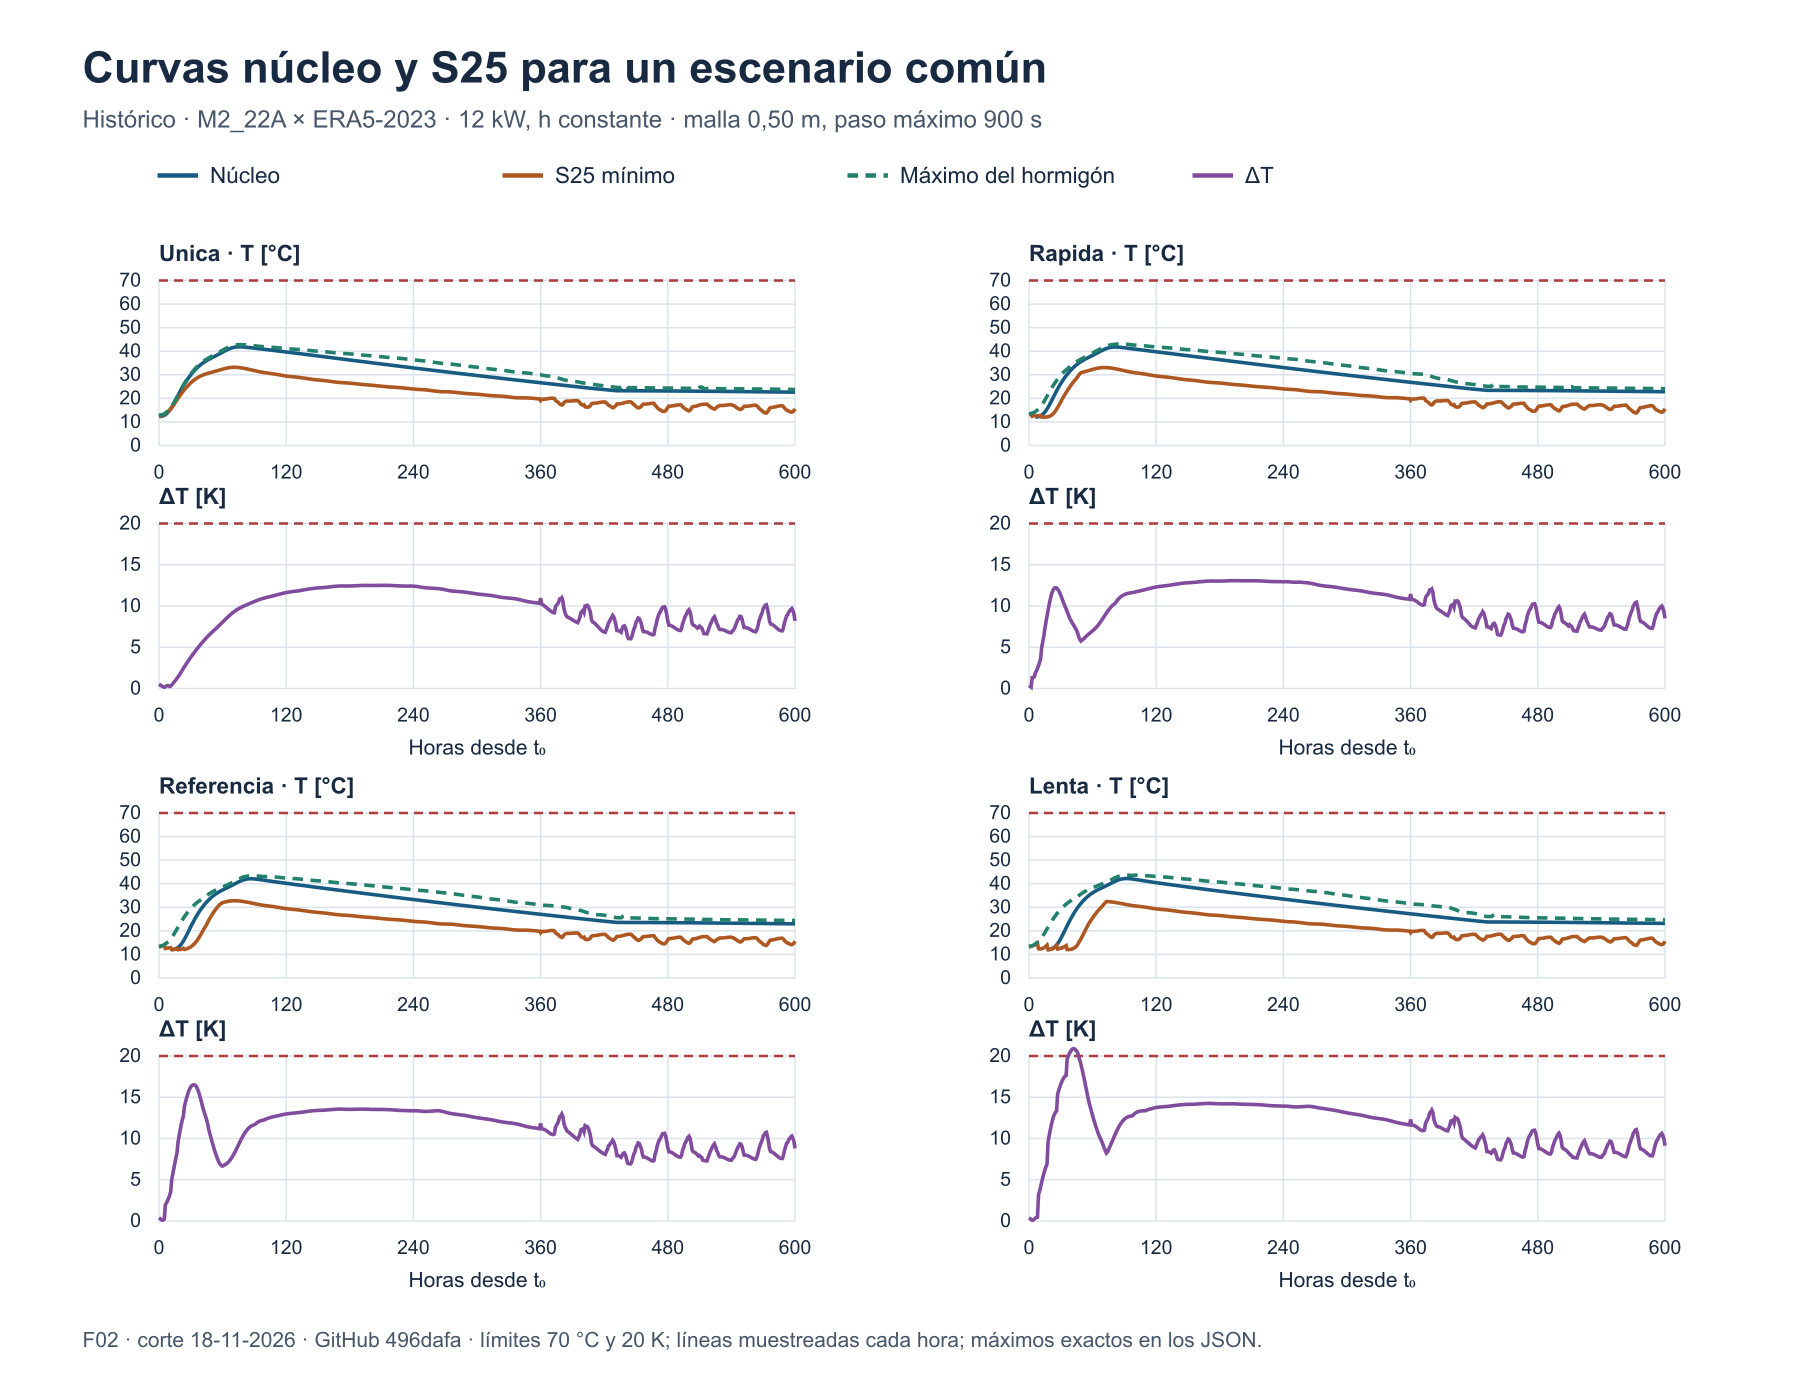 Curvas núcleo y S25 para un escenario común
Histórico · M2_22A × ERA5-2023 · 12 kW, h constante · malla 0,50 m, paso máximo 900 s
Núcleo S25 mínimo Máximo del hormigón ΔT
Unica · T [°C]
70
60
50
40
30
20
10
0
0 120 240 360 480 600
ΔT [K]
20
15
10
5
0
0 120 240 360 480 600
Horas desde t₀
Rapida · T [°C]
70
60
50
40
30
20
10
0
0 120 240 360 480 600
ΔT [K]
20
15
10
5
0
0 120 240 360 480 600
Horas desde t₀
Referencia · T [°C]
70
60
50
40
30
20
10
0
0 120 240 360 480 600
ΔT [K]
20
15
10
5
0
0 120 240 360 480 600
Horas desde t₀
Lenta · T [°C]
70
60
50
40
30
20
10
0
0 120 240 360 480 600
ΔT [K]
20
15
10
5
0
0 120 240 360 480 600
Horas desde t₀
F02 · corte 18-11-2026 · GitHub 496dafa · límites 70 °C y 20 K; líneas muestreadas cada hora; máximos exactos en los JSON.